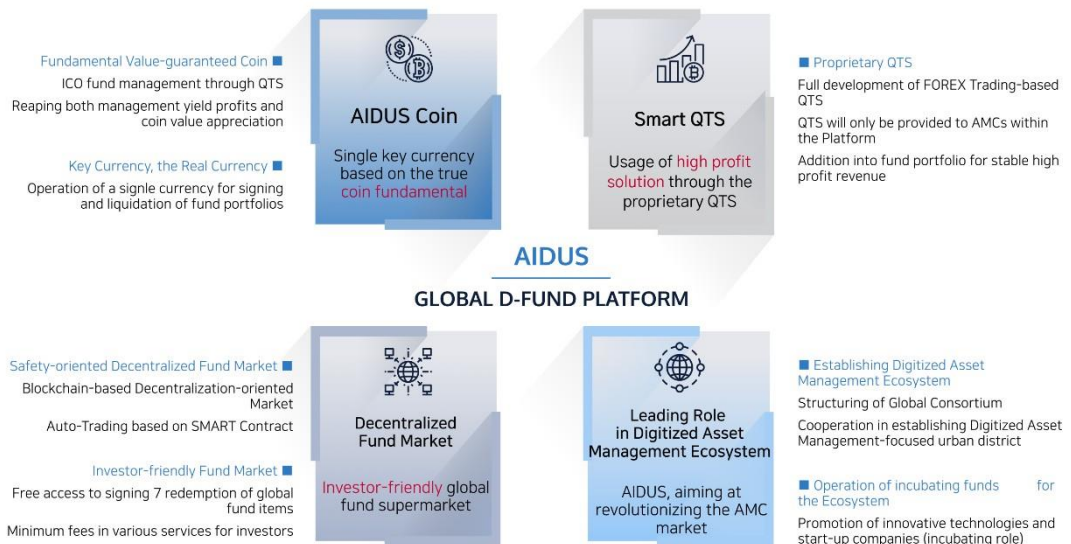 Fundamental Value-guaranteed Coin
ICO fund management through QTS
Reaping both management yield profits and
coin value appreciation
Key Currency, the Real Currency
Operation of a signle currency for signing
and liquidation of fund portfolios
AIDUS Coin
Single key currency
based on the true
coin fundamental
Smart QTS
Usage of high profit
solution through the
proprietary QTS
Proprietary QTS
Full development of FOREX Trading-based
QTS
QTS will only be provided to AMCs within
the Platform
Addition into fund portfolio for stable high
profit revenue
AIDUS
GLOBAL D-FUND PLATFORM
Safety-oriented Decentralized Fund Market
Blockchain-based Decentralization-oriented
Market
Auto-Trading based on SMART Contract
Investor-friendly Fund Market
Free access to signing 7 redemption of global
fund items
Minimum fees in various services for investors
Decentralized
Fund Market
Investor-friendly global
fund supermarket
Leading Role
in Digitized Asset
Management Ecosystem
AIDUS, aiming at
revolutionizing the AMC
market
Establishing Digitized Asset
Management Ecosystem
Structuring of Global Consortium
Cooperation in establishing Digitized Asset
Management-focused urban district
Operation of incubating funds for
the Ecosystem
Promotion of innovative technologies and
start-up companies (incubating role)